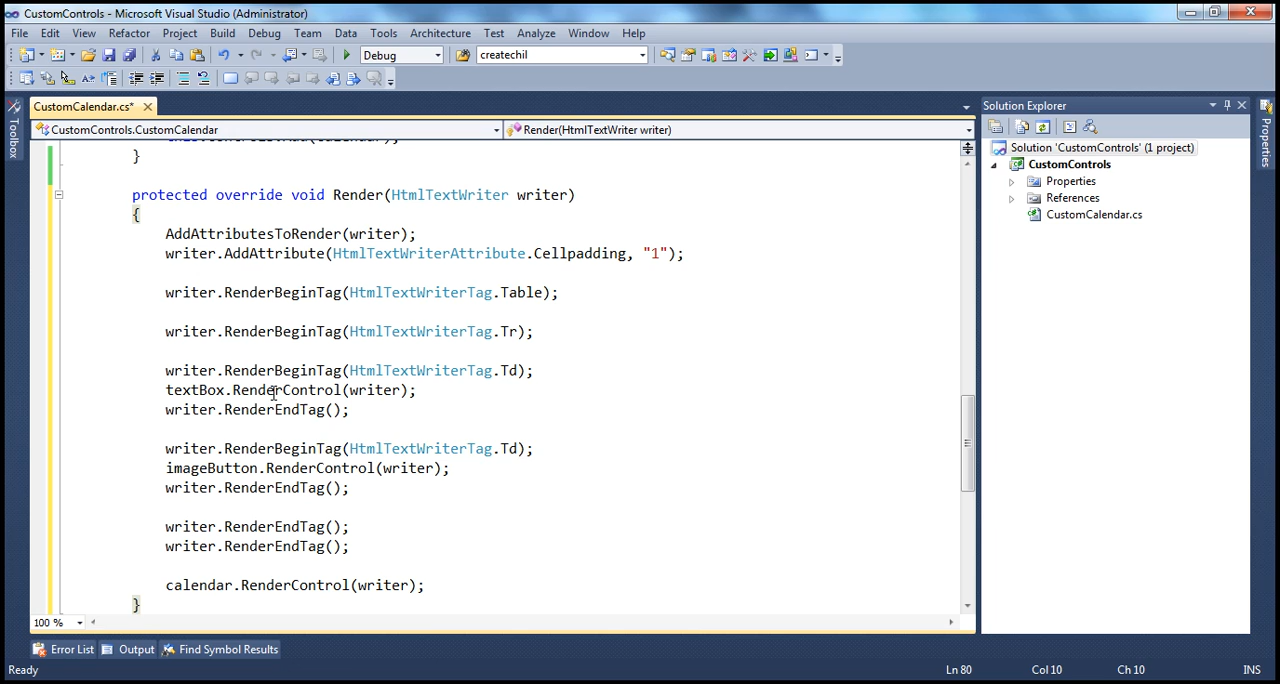 CustomControls - Microsoft Visual Studio (Administrator)
File Edit View Refactor Project Build Debug Team Data Tools Architecture Test Analyze Window Help
Debug createchil
CustomCalendar.cs* Solution Explorer
CustomControls.CustomCalendar Render(HtmlTextWriter writer)
}
protected override void Render(HtmlTextWriter writer)
{
AddAttributesToRender(writer);
writer.AddAttribute(HtmlTextWriterAttribute.Cellpadding, "1");
writer.RenderBeginTag(HtmlTextWriterTag.Table);
writer.RenderBeginTag(HtmlTextWriterTag.Tr);
writer.RenderBeginTag(HtmlTextWriterTag.Td);
textBox.RenderControl(writer);
writer.RenderEndTag();
writer.RenderBeginTag(HtmlTextWriterTag.Td);
imageButton.RenderControl(writer);
writer.RenderEndTag();
writer.RenderEndTag();
writer.RenderEndTag();
calendar.RenderControl(writer);
}
100 %
Solution 'CustomControls' (1 project)
CustomControls
Properties
References
CustomCalendar.cs
Toolbox
Properties
Error List Output Find Symbol Results
Ready Ln 80 Col 10 Ch 10 INS